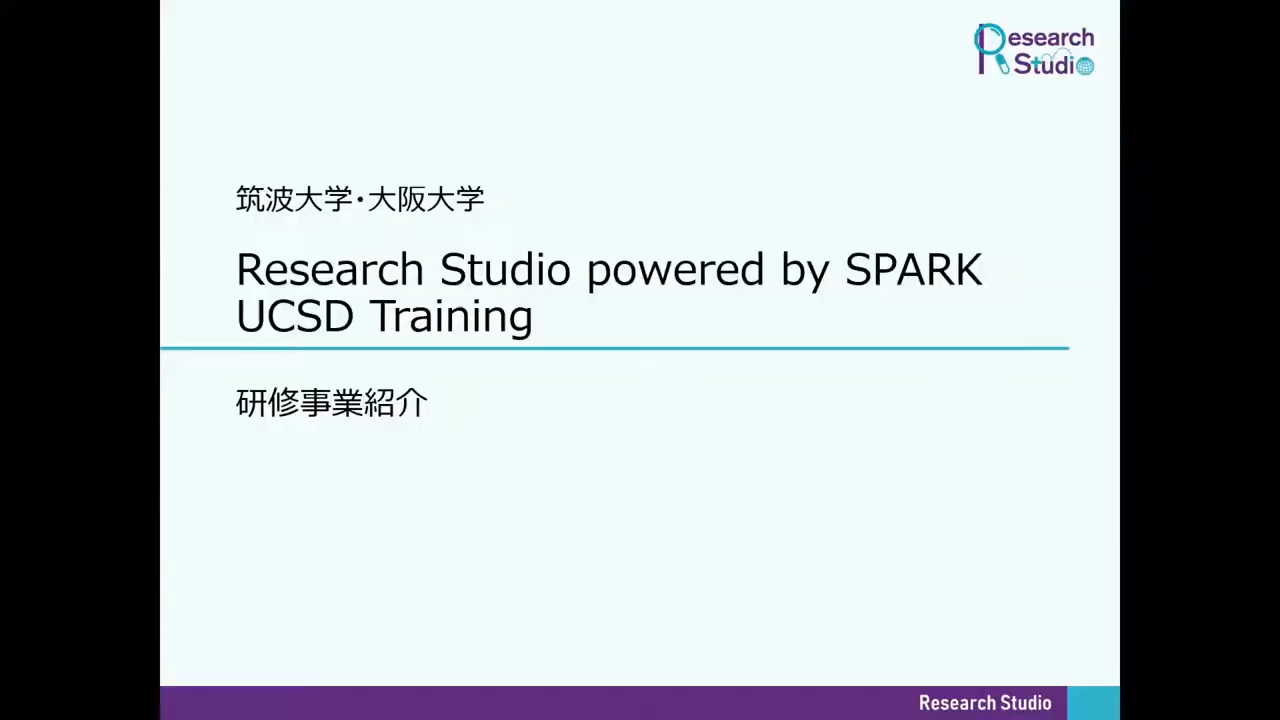 Research
Studio
筑波大学・大阪大学
Research Studio powered by SPARK
UCSD Training
研修事業紹介
Research Studio